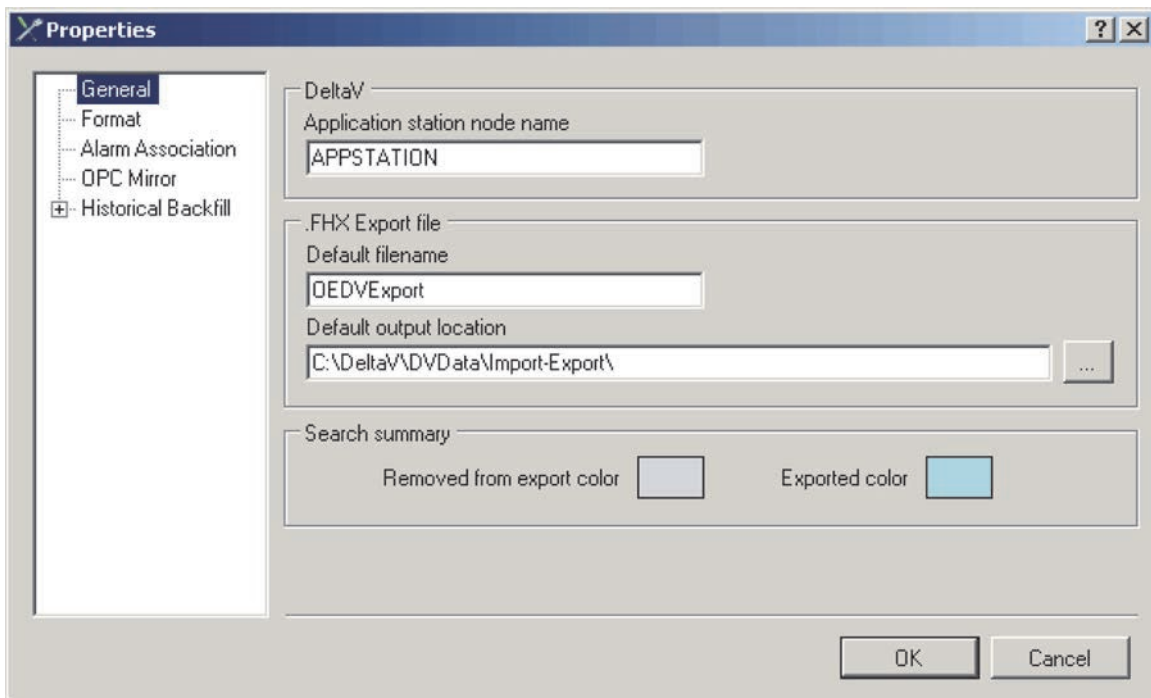 Properties
General
Format
Alarm Association
OPC Mirror
Historical Backfill
DeltaV
Application station node name
APPSTATION
.FHX Export file
Default filename
OEDVExport
Default output location
C:\DeltaV\DVData\Import-Export\
...
Search summary
Removed from export color
Exported color
OK
Cancel